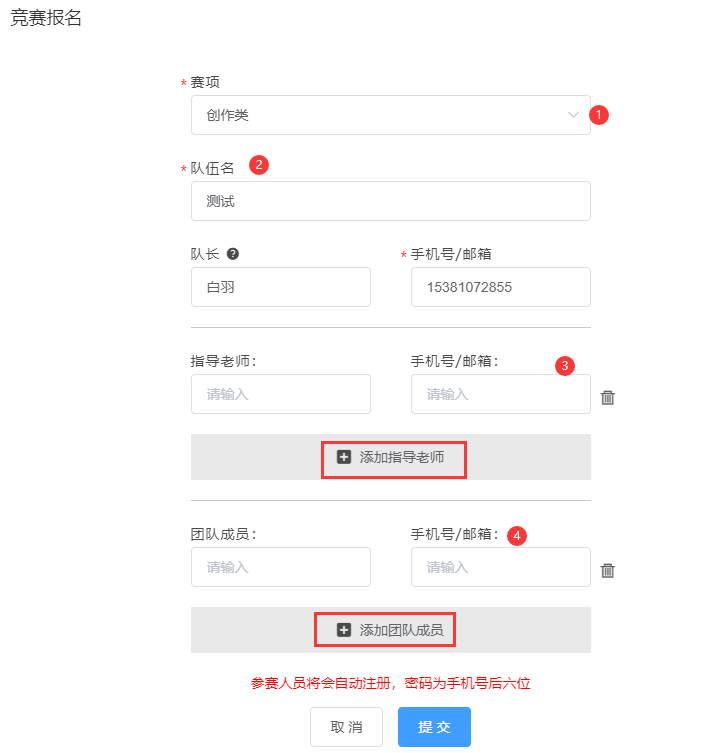 竞赛报名
* 赛项
创作类 1
* 队伍名 2
测试
队长 ? * 手机号/邮箱
白羽 15381072855
指导老师: 手机号/邮箱: 3
请输入 请输入
添加指导老师
团队成员: 手机号/邮箱: 4
请输入 请输入
添加团队成员
参赛人员将会自动注册，密码为手机号后六位
取 消 提 交